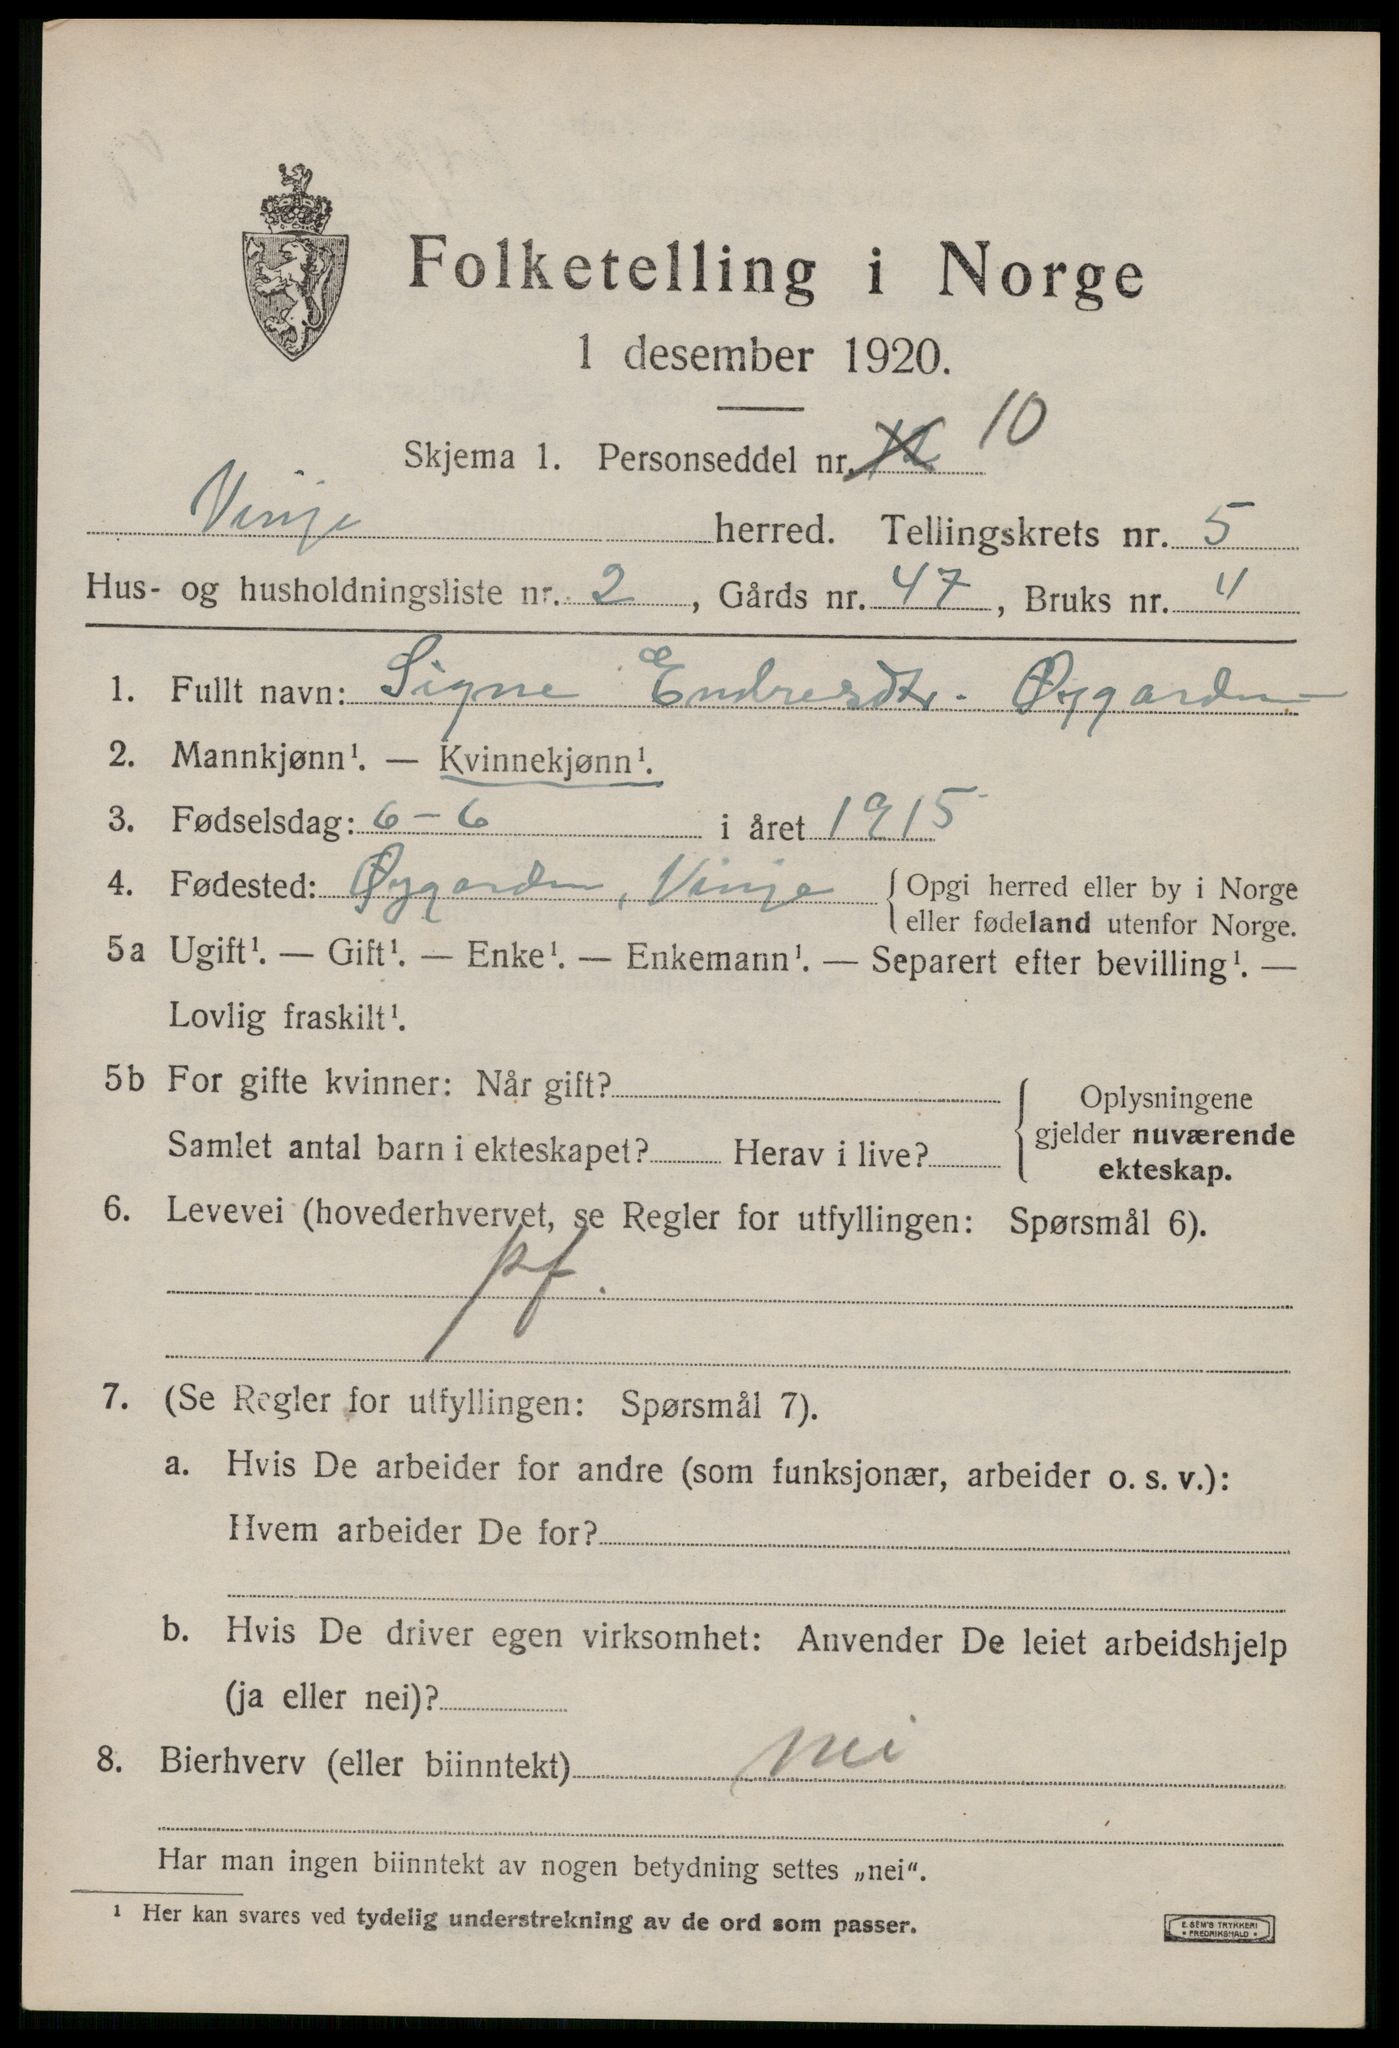 Folketelling i Norge
1 desember 1920.
Skjema 1. Personseddel nr. 12 10
Vinje herred. Tellingskrets nr. 5
Hus- og husholdningsliste nr. 2, Gårds nr. 47, Bruks nr. 4
1. Fullt navn: Signe Endresdtr. Øygarden
2. Mannkjønn¹. — Kvinnekjønn¹.
3. Fødselsdag: 6-6 i året 1915
4. Fødested: Øygarden, Vinje { Opgi herred eller by i Norge
eller fødeland utenfor Norge.
5a Ugift¹. — Gift¹. — Enke¹. — Enkemann¹. — Separert efter bevilling¹. —
Lovlig fraskilt¹.
5b For gifte kvinner: Når gift? { Oplysningene
gjelder nuværende
Samlet antal barn i ekteskapet? Herav i live?
ekteskap.
6. Levevei (hovederhvervet, se Regler for utfyllingen: Spørsmål 6).
pf.
7. (Se Regler for utfyllingen: Spørsmål 7).
a. Hvis De arbeider for andre (som funksjonær, arbeider o. s. v.):
Hvem arbeider De for?
b. Hvis De driver egen virksomhet: Anvender De leiet arbeidshjelp
(ja eller nei)?
8. Bierhverv (eller biinntekt) nei
Har man ingen biinntekt av nogen betydning settes „nei“.
¹ Her kan svares ved tydelig understrekning av de ord som passer.
E. SEM'S TRYKKERI
• FREDRIKSHALD •